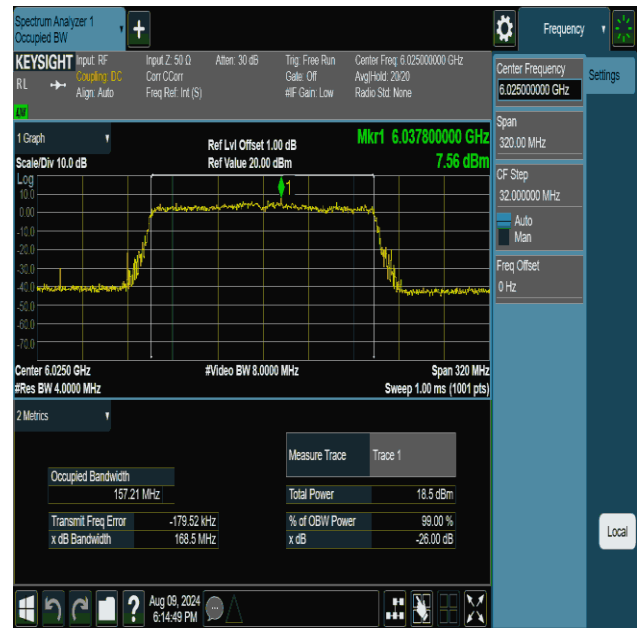 Spectrum Analyzer 1
Occupied BW
+
Frequency
KEYSIGHT
RL
Input: RF
Coupling: DC
Align: Auto
Input Z: 50 Ω
Corr CCorr
Freq Ref: Int (S)
Atten: 30 dB
Trig: Free Run
Gate: Off
#IF Gain: Low
Center Freq: 6.025000000 GHz
Avg|Hold: 20/20
Radio Std: None
Center Frequency
6.025000000 GHz
Settings
Span
320.00 MHz
CF Step
32.000000 MHz
Auto
Man
Freq Offset
0 Hz
Local
1 Graph
Scale/Div 10.0 dB
Ref Lvl Offset 1.00 dB
Ref Value 20.00 dBm
Mkr1 6.037800000 GHz
7.56 dBm
Log
10.0
0.00
-10.0
-20.0
-30.0
-40.0
-50.0
-60.0
-70.0
1
Center 6.0250 GHz
#Res BW 4.0000 MHz
#Video BW 8.0000 MHz
Span 320 MHz
Sweep 1.00 ms (1001 pts)
2 Metrics
Measure Trace Trace 1
Occupied Bandwidth
157.21 MHz
Total Power 18.5 dBm
Transmit Freq Error -179.52 kHz
% of OBW Power 99.00 %
x dB Bandwidth 168.5 MHz
x dB -26.00 dB
?
Aug 09, 2024
6:14:49 PM